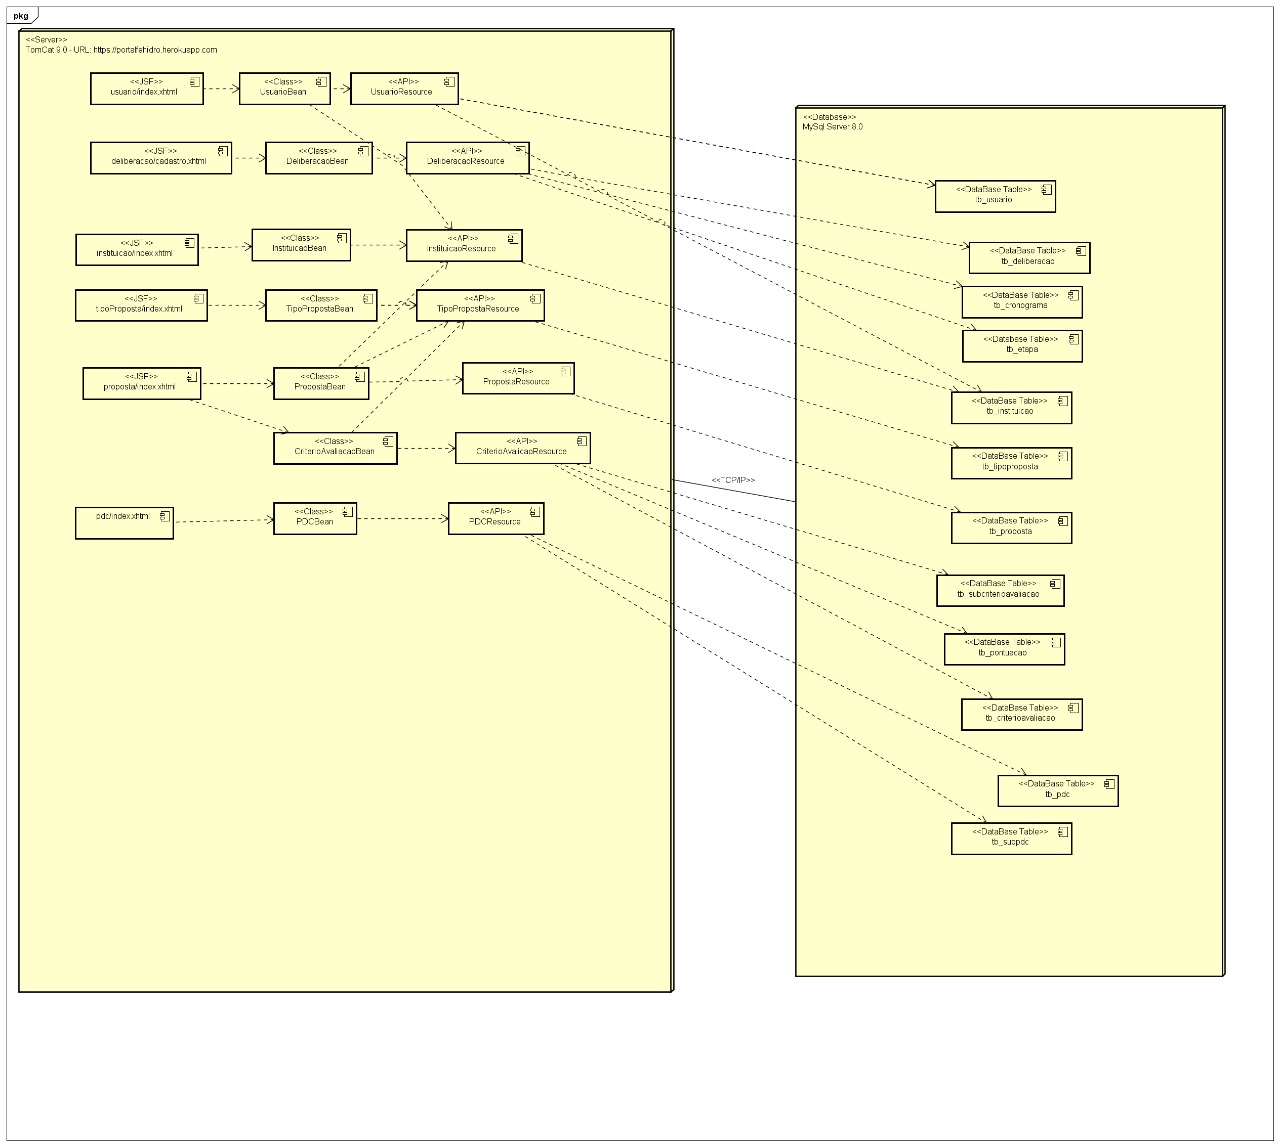 pkg
<<Server>>
TomCat 9.0 - URL: https://portalfehidro.herokuapp.com
<<JSF>>
usuario/index.xhtml
<<Class>>
UsuarioBean
<<API>>
UsuarioResource
<<JSF>>
deliberacao/cadastro.xhtml
<<Class>>
DeliberacaoBean
<<API>>
DeliberacaoResource
<<JSF>>
instituicao/index.xhtml
<<Class>>
InstituicaoBean
<<API>>
InstituicaoResource
<<JSF>>
tipoProposta/index.xhtml
<<Class>>
TipoPropostaBean
<<API>>
TipoPropostaResource
<<JSF>>
proposta/index.xhtml
<<Class>>
PropostaBean
<<API>>
PropostaResource
<<Class>>
CriterioAvaliacaoBean
<<API>>
CriterioAvalicaoResource
pdc/index.xhtml
<<Class>>
PDCBean
<<API>>
PDCResource
<<TCP/IP>>
<<Database>>
MySql Server 8.0
<<DataBase Table>>
tb_usuario
<<DataBase Table>>
tb_deliberacao
<<DataBase Table>>
tb_cronograma
<<Database Table>>
tb_etapa
<<DataBase Table>>
tb_instituicao
<<DataBase Table>>
tb_tipoproposta
<<DataBase Table>>
tb_proposta
<<DataBase Table>>
tb_subcriterioavaliacao
<<DataBase Table>>
tb_pontuacao
<<DataBase Table>>
tb_criterioavaliacao
<<DataBase Table>>
tb_pdc
<<DataBase Table>>
tb_subpdc